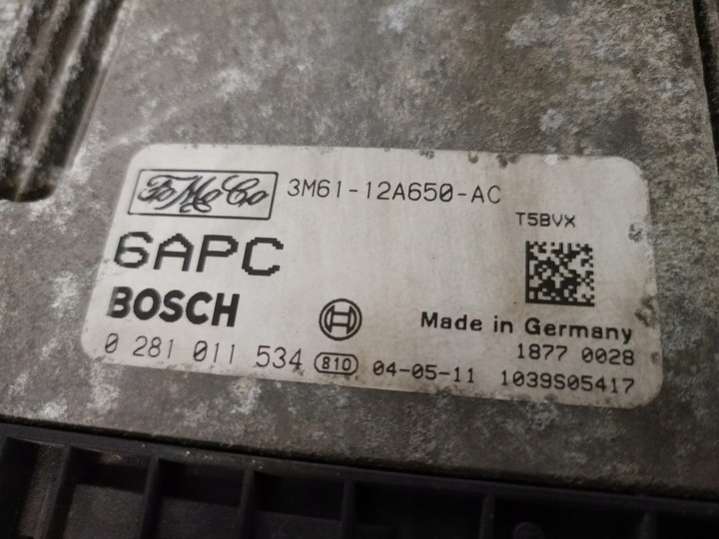 FoMoCo 3M61-12A650-AC
T5BVX
6APC
BOSCH
Made in Germany
1877 0028
0 281 011 534 810 04-05-11 1039S05417